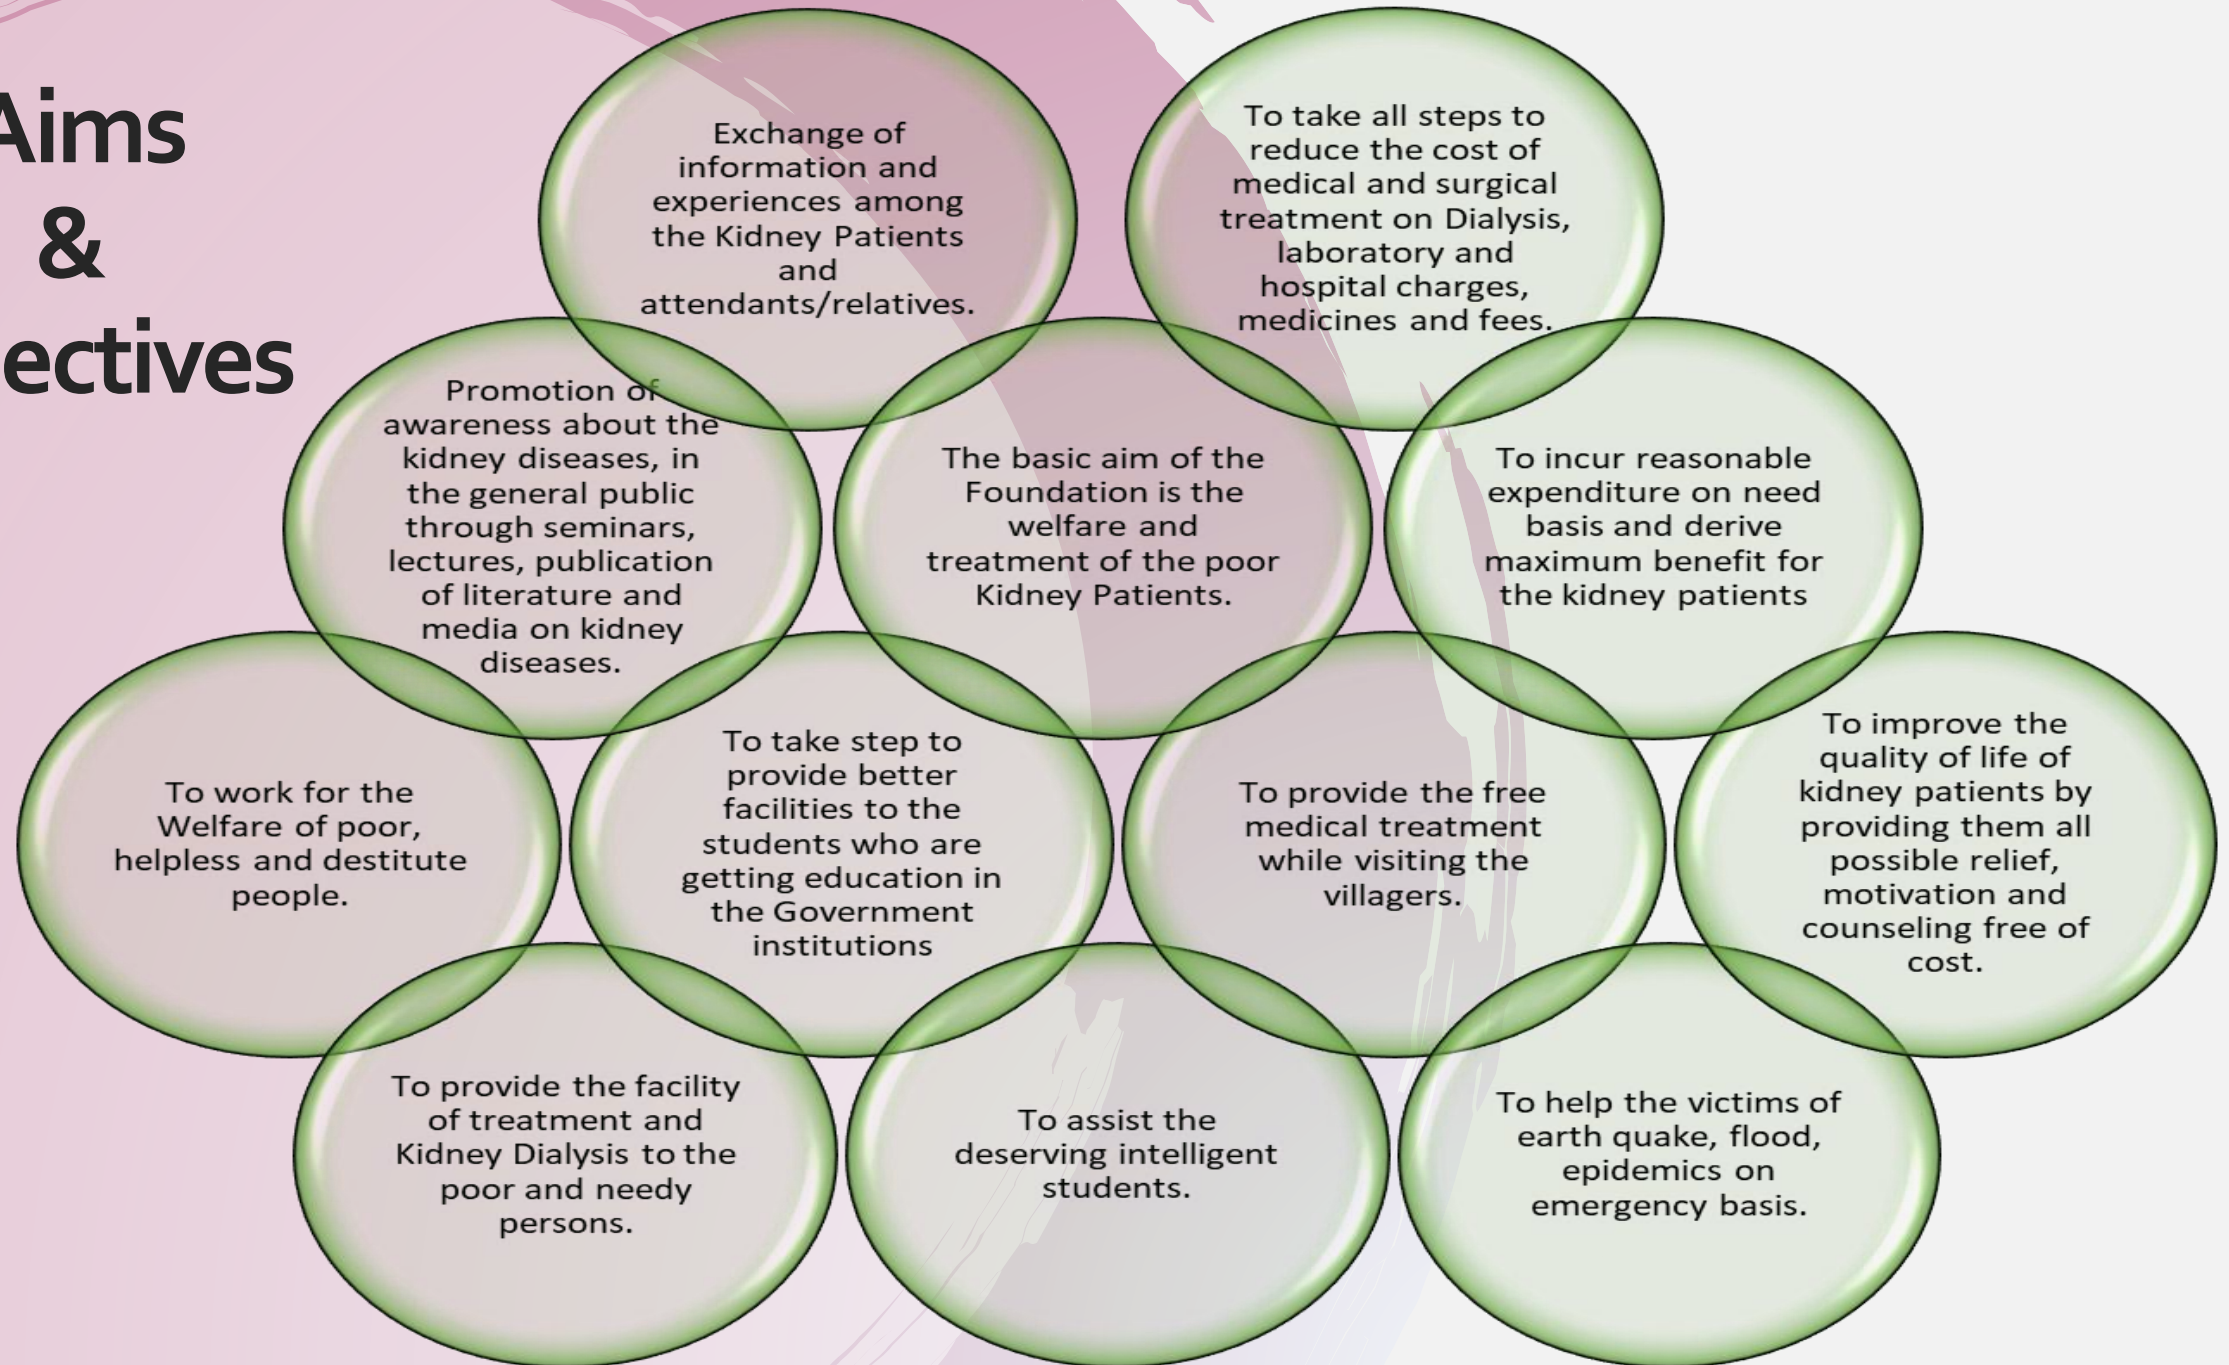 Aims
&
ectives
Exchange of
information and
experiences among
the Kidney Patients
and
attendants/relatives.
To take all steps to
reduce the cost of
medical and surgical
treatment on Dialysis,
laboratory and
hospital charges,
medicines and fees.
Promotion of
awareness about the
kidney diseases, in
the general public
through seminars,
lectures, publication
of literature and
media on kidney
diseases.
The basic aim of the
Foundation is the
welfare and
treatment of the poor
Kidney Patients.
To incur reasonable
expenditure on need
basis and derive
maximum benefit for
the kidney patients
To work for the
Welfare of poor,
helpless and destitute
people.
To take step to
provide better
facilities to the
students who are
getting education in
the Government
institutions
To provide the free
medical treatment
while visiting the
villagers.
To improve the
quality of life of
kidney patients by
providing them all
possible relief,
motivation and
counseling free of
cost.
To provide the facility
of treatment and
Kidney Dialysis to the
poor and needy
persons.
To assist the
deserving intelligent
students.
To help the victims of
earth quake, flood,
epidemics on
emergency basis.